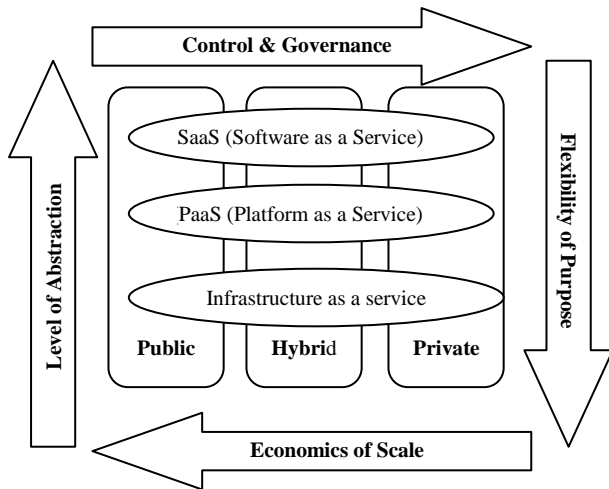 Control & Governance
SaaS (Software as a Service)
PaaS (Platform as a Service)
Infrastructure as a service
Public
Hybrid
Private
Level of Abstraction
Flexibility of Purpose
Economics of Scale